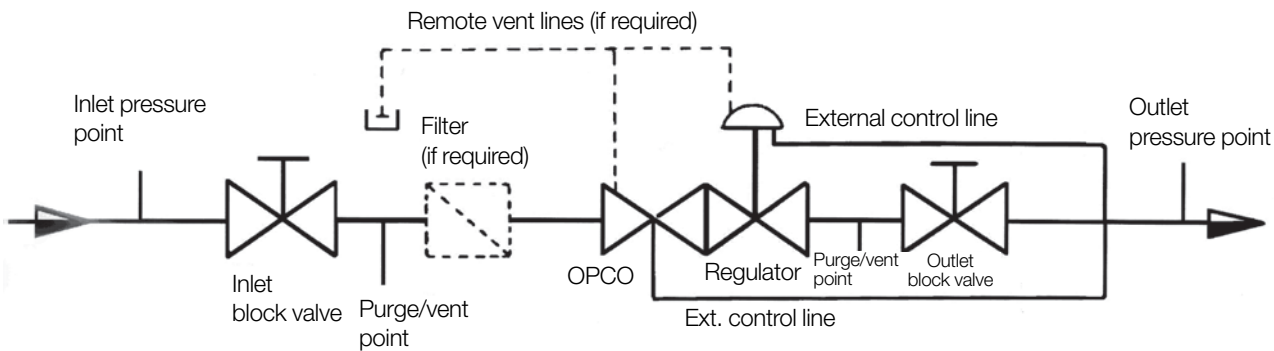 Remote vent lines (if required)
Inlet pressure
point
Filter
(if required)
External control line
Outlet
pressure point
Inlet
block valve
Purge/vent
point
OPCO
Regulator
Purge/vent
point
Outlet
block valve
Ext. control line